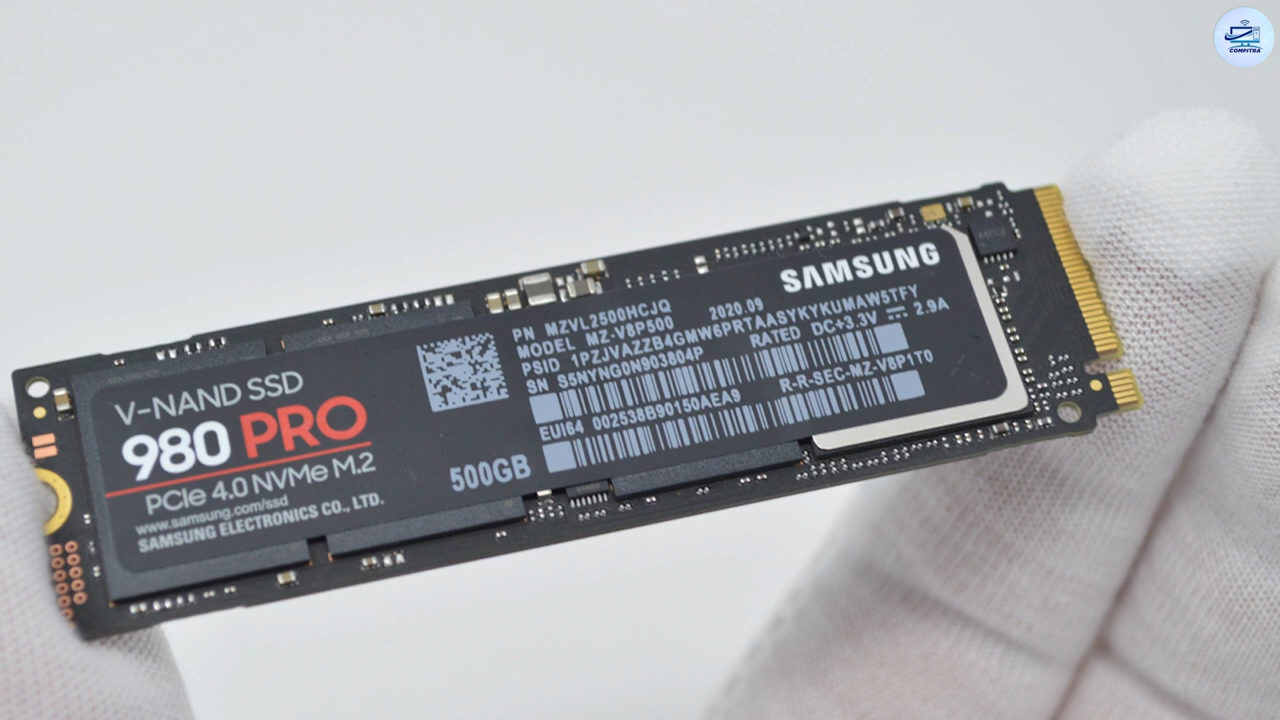 COMPITRA
SAMSUNG
V-NAND SSD
980 PRO
PCIe 4.0 NVMe M.2
www.samsung.com/ssd
SAMSUNG ELECTRONICS CO., LTD.
500GB
PN MZVL2500HCJQ 2020.09
MODEL MZ-V8P500
PSID 1PZJVAZZB4GMW6PRTAASYKYKUMAW5TFY
SN S5NYNG0N903804P RATED DC+3.3V ⎓ 2.9A
EUI64 002538B90150AEA9 R-R-SEC-MZ-V8P1T0